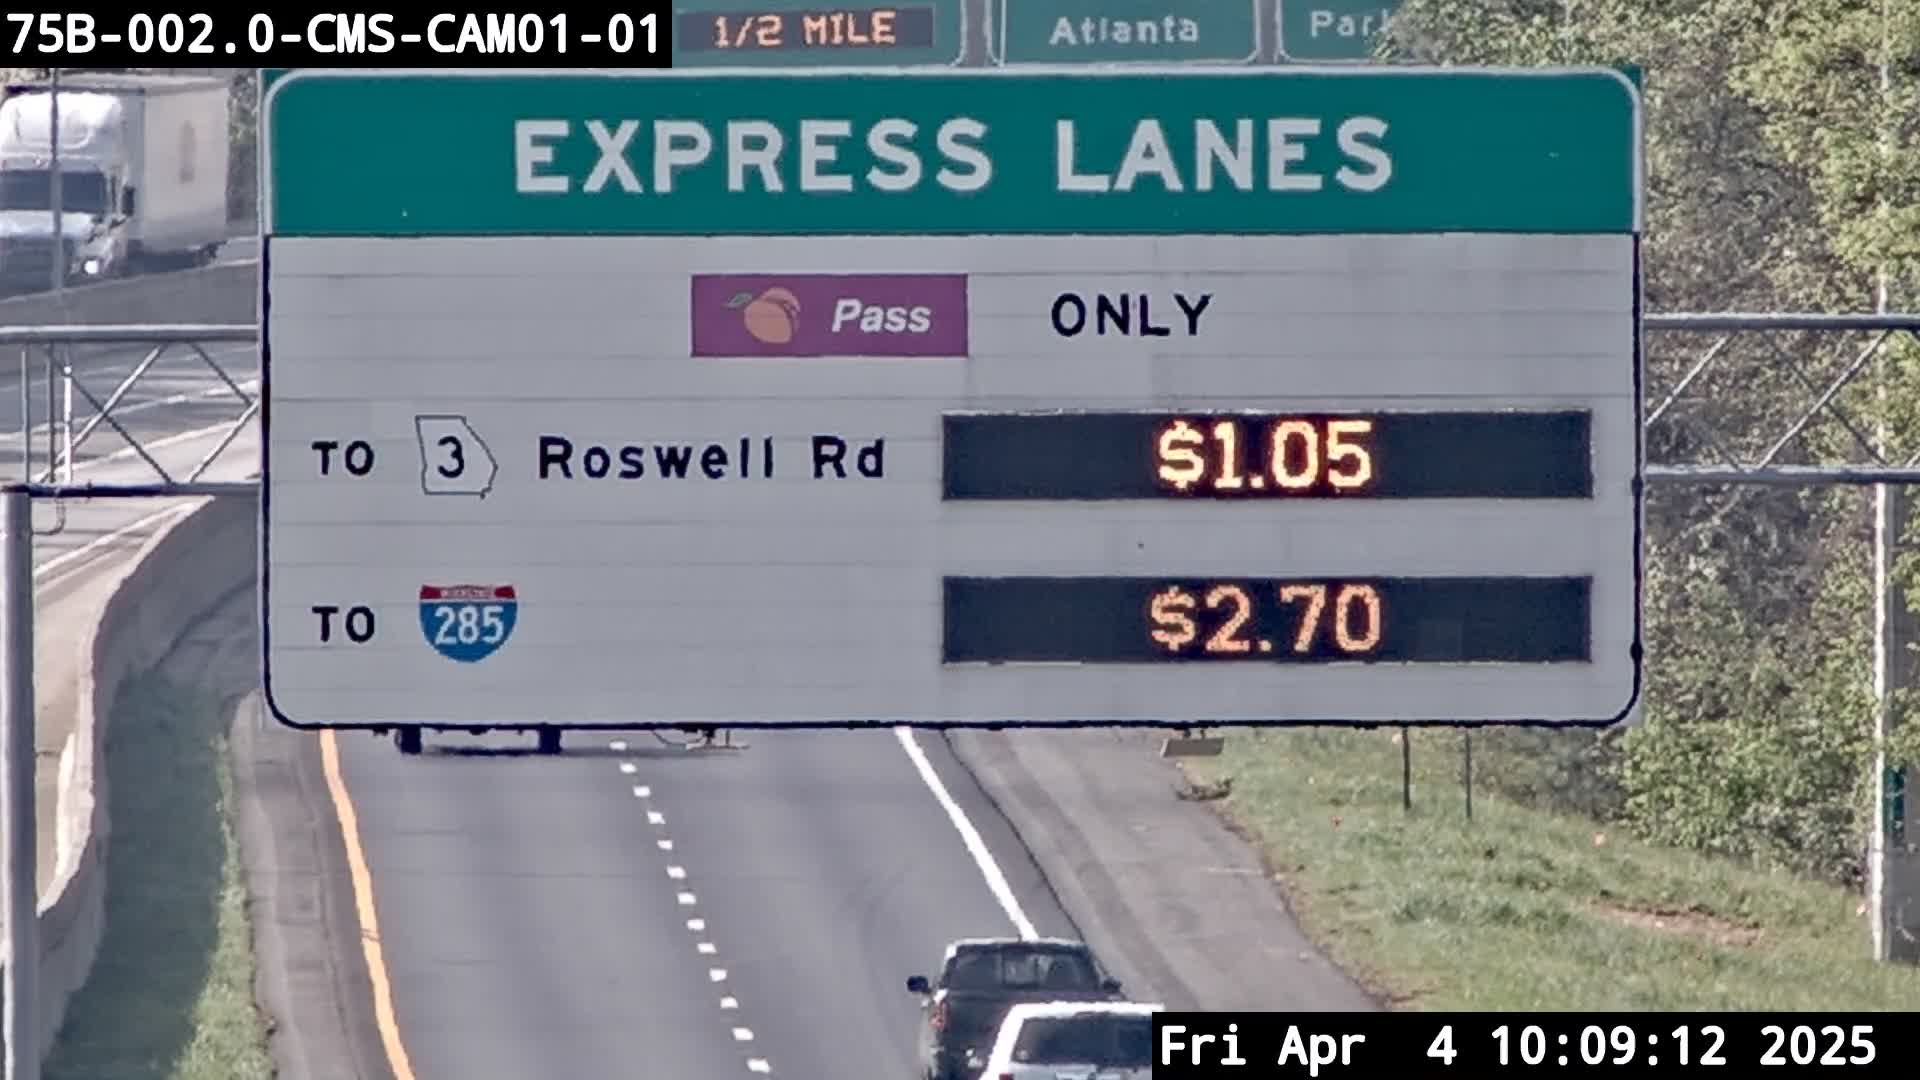 75B-002.0-CMS-CAM01-01
1/2 MILE
Atlanta
EXPRESS LANES
Pass ONLY
TO 3 Roswell Rd $1.05
TO 285 $2.70
Fri Apr 4 10:09:12 2025